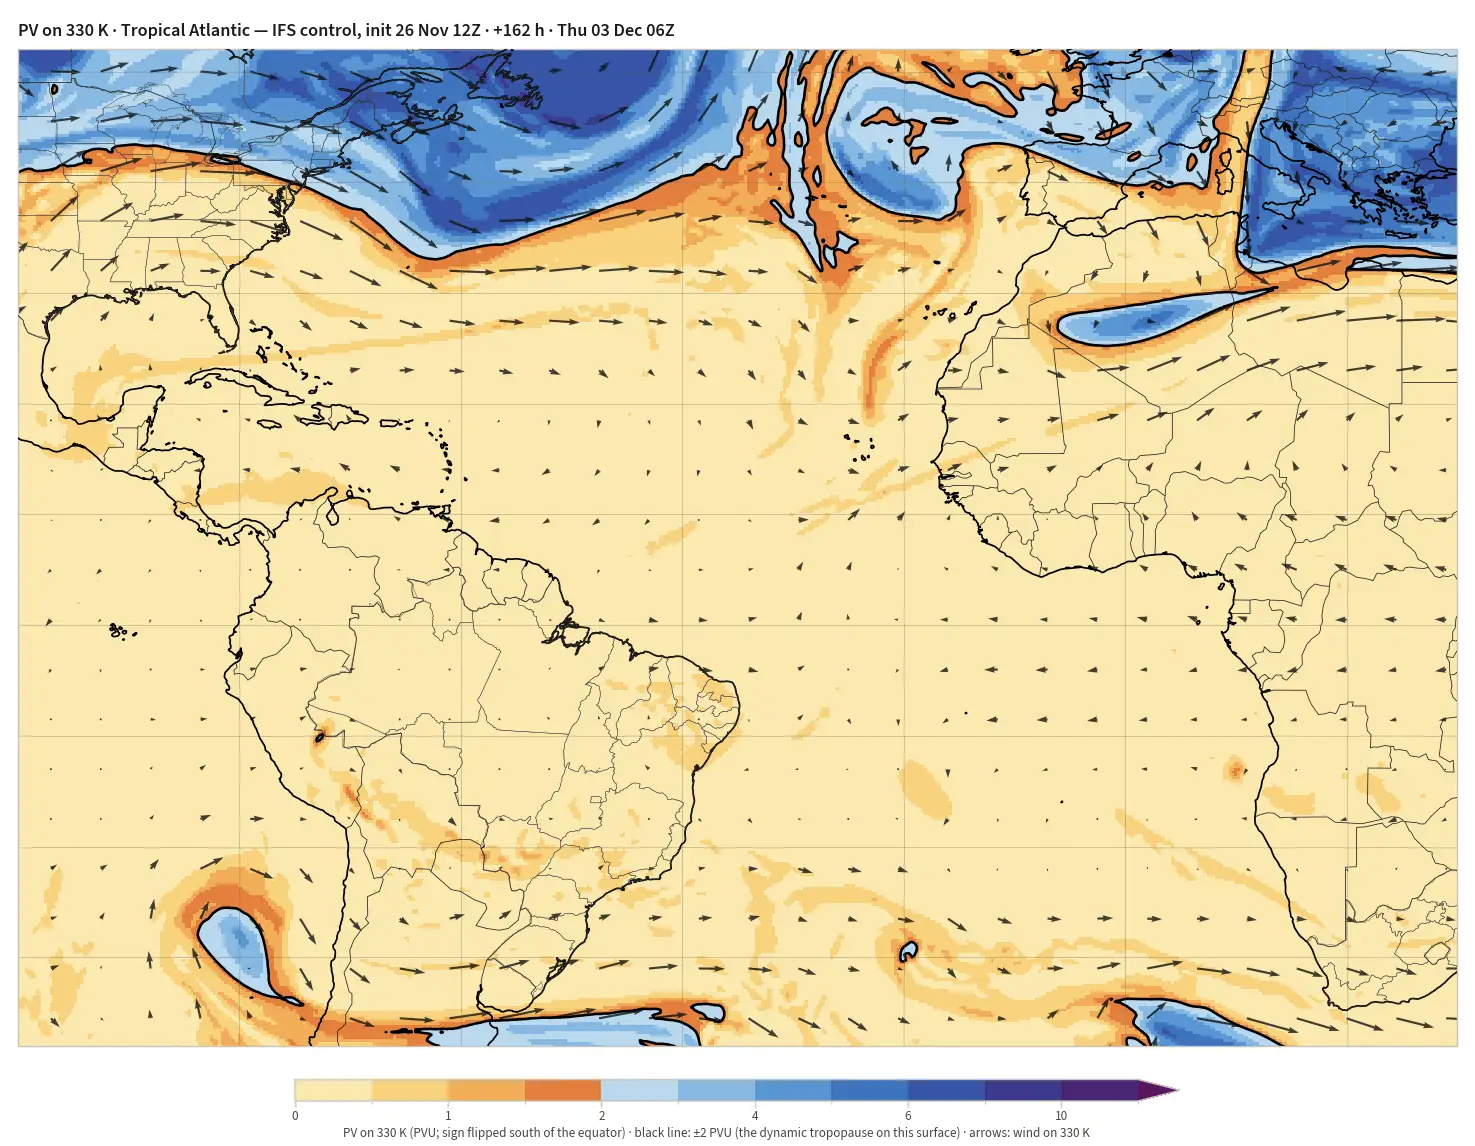 PV on 330 K · Tropical Atlantic — IFS control, init 26 Nov 12Z · +162 h · Thu 03 Dec 06Z
0 1 2 4 6 10
PV on 330 K (PVU; sign flipped south of the equator) · black line: ±2 PVU (the dynamic tropopause on this surface) · arrows: wind on 330 K